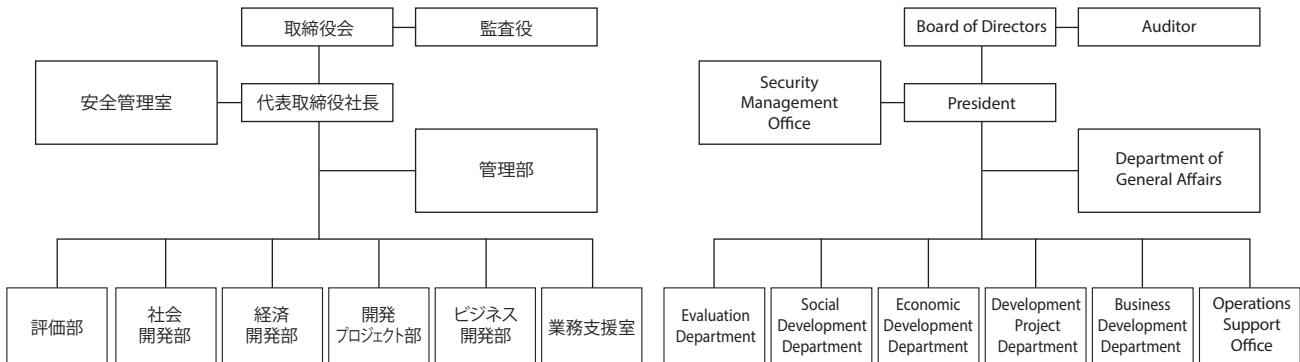 取締役会
監査役
安全管理室
代表取締役社長
管理部
評価部
社会
開発部
経済
開発部
開発
プロジェクト部
ビジネス
開発部
業務支援室
Board of Directors
Auditor
Security
Management
Office
President
Department of
General Affairs
Evaluation
Department
Social
Development
Department
Economic
Development
Department
Development
Project
Department
Business
Development
Department
Operations
Support
Office